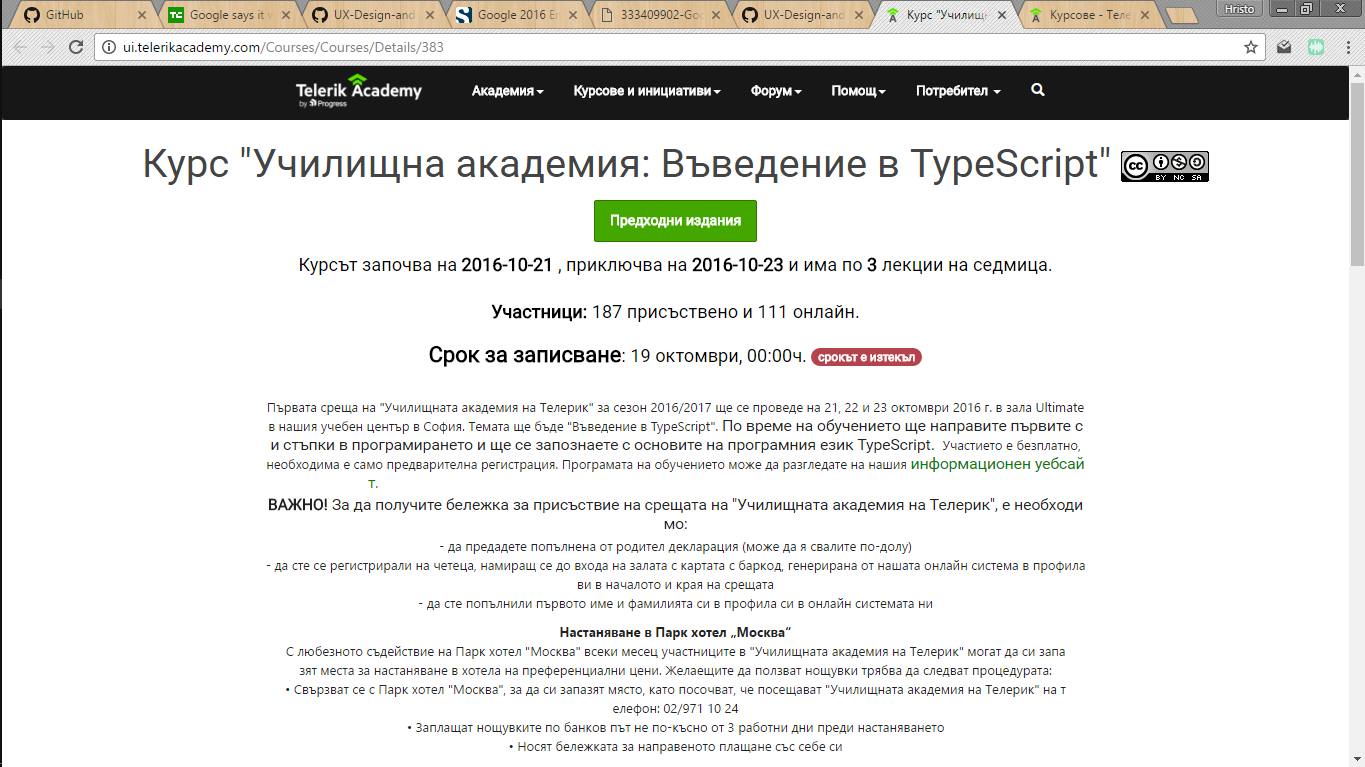 GitHub
Google says it w
UX-Design-and
Google 2016 En
333409902-Goo
UX-Design-and
Курс "Училищн
Курсове - Теле
Hristo
ui.telerikacademy.com/Courses/Courses/Details/383
Telerik Academy
by Progress
Академия
Курсове и инициативи
Форум
Помощ
Потребител
Курс "Училищна академия: Въведение в TypeScript"
CC BY NC SA
Предходни издания
Курсът започва на 2016-10-21 , приключва на 2016-10-23 и има по 3 лекции на седмица.
Участници: 187 присъствено и 111 онлайн.
Срок за записване: 19 октомври, 00:00ч. срокът е изтекъл
Първата среща на "Училищната академия на Телерик" за сезон 2016/2017 ще се проведе на 21, 22 и 23 октомври 2016 г. в зала Ultimate
в нашия учебен център в София. Темата ще бъде "Въведение в TypeScript". По време на обучението ще направите първите с
и стъпки в програмирането и ще се запознаете с основите на програмния език TypeScript. Участието е безплатно,
необходима е само предварителна регистрация. Програмата на обучението може да разгледате на нашия информационен уебсай
т.
ВАЖНО! За да получите бележка за присъствие на срещата на "Училищната академия на Телерик", е необходи
мо:
- да предадете попълнена от родител декларация (може да я свалите по-долу)
- да сте се регистрирали на четеца, намиращ се до входа на залата с картата с баркод, генерирана от нашата онлайн система в профила
ви в началото и края на срещата
- да сте попълнили първото име и фамилията си в профила си в онлайн системата ни
Настаняване в Парк хотел „Москва“
С любезното съдействие на Парк хотел "Москва" всеки месец участниците в "Училищната академия на Телерик" могат да си запа
зят места за настаняване в хотела на преференциални цени. Желаещите да ползват нощувки трябва да следват процедурата:
• Свързват се с Парк хотел "Москва", за да си запазят място, като посочват, че посещават "Училищната академия на Телерик" на т
елефон: 02/971 10 24
• Заплащат нощувките по банков път не по-късно от 3 работни дни преди настаняването
• Носят бележката за направеното плащане със себе си